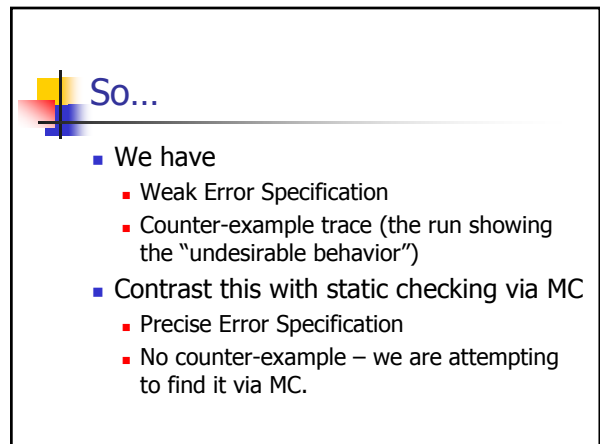 So...
We have
Weak Error Specification
Counter-example trace (the run showing
the “undesirable behavior”)
Contrast this with static checking via MC
Precise Error Specification
No counter-example – we are attempting
to find it via MC.